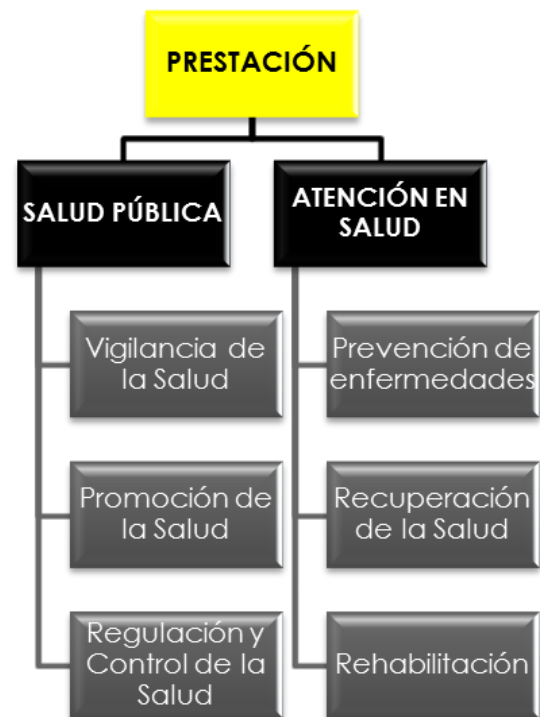 PRESTACIÓN
SALUD PÚBLICA
ATENCIÓN EN
SALUD
Vigilancia de
la Salud
Promoción de
la Salud
Regulación y
Control de la
Salud
Prevención de
enfermedades
Recuperación
de la Salud
Rehabilitación